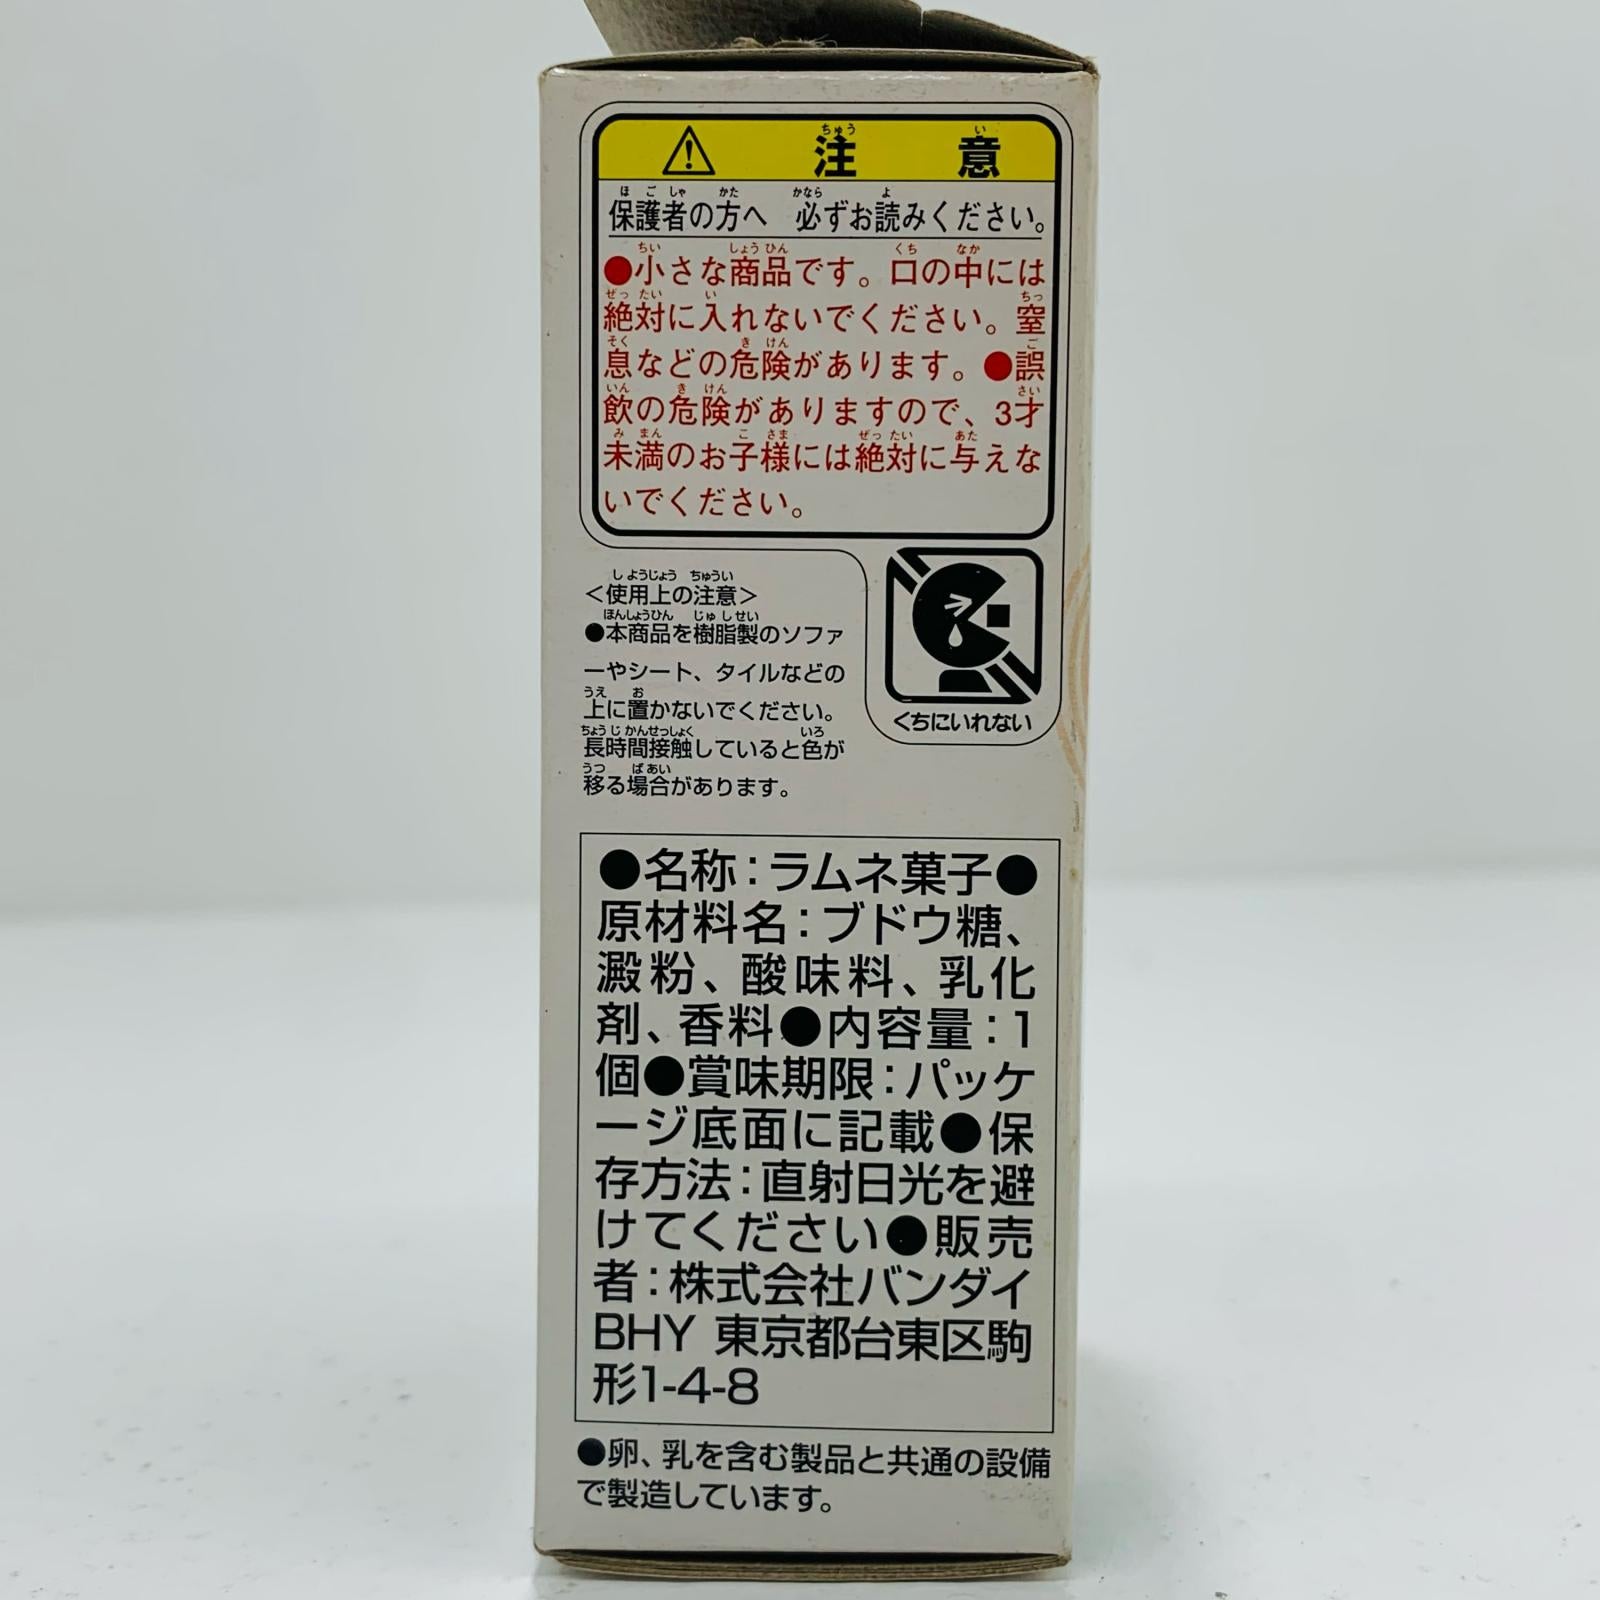 注意
保護者の方へ 必ずお読みください。
●小さな商品です。口の中には
絶対に入れないでください。窒
息などの危険があります。●誤
飲の危険がありますので、3才
未満のお子様には絶対に与えな
いでください。
<使用上の注意>
●本商品を樹脂製のソファ
ーやシート、タイルなどの
上に置かないでください。
長時間接触していると色が
移る場合があります。
くちにいれない
●名称:ラムネ菓子●
原材料名:ブドウ糖、
澱粉、酸味料、乳化
剤、香料●内容量:1
個●賞味期限:パッケ
ージ底面に記載●保
存方法:直射日光を避
けてください●販売
者:株式会社バンダイ
BHY 東京都台東区駒
形1-4-8
●卵、乳を含む製品と共通の設備
で製造しています。